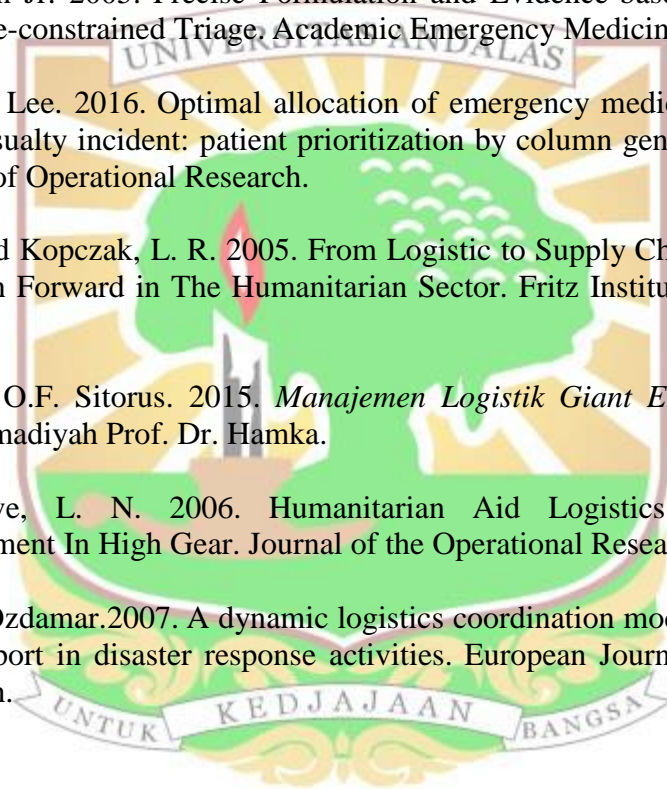 Jr. 2005. Precise Formulation and Evidence-based
e-constrained Triage. Academic Emergency Medicin
UNIVERSITAS ANDALAS
Lee. 2016. Optimal allocation of emergency medic
sualty incident: patient prioritization by column gen
of Operational Research.
d Kopczak, L. R. 2005. From Logistic to Supply Ch
n Forward in The Humanitarian Sector. Fritz Institu
O.F. Sitorus. 2015. Manajemen Logistik Giant E
madiyah Prof. Dr. Hamka.
ve, L. N. 2006. Humanitarian Aid Logistics
ment In High Gear. Journal of the Operational Resea
Ozdamar.2007. A dynamic logistics coordination mod
port in disaster response activities. European Journ
n.
UNTUK KEDJAJAAN BANGSA